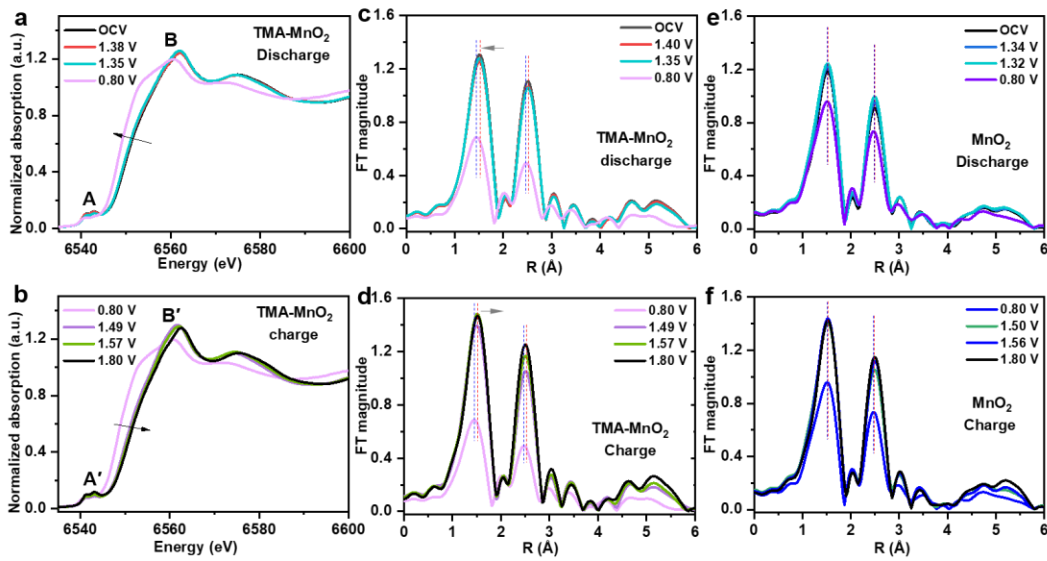 a
TMA-MnO₂
Discharge
B
A
OCV
1.38 V
1.35 V
0.80 V
Normalized absorption (a.u.)
0.0
0.4
0.8
1.2
6540
6560
6580
6600
Energy (eV)
c
OCV
1.40 V
1.35 V
0.80 V
TMA-MnO₂
discharge
FT magnitude
0.0
0.4
0.8
1.2
1.6
0
1
2
3
4
5
6
R (Å)
e
OCV
1.34 V
1.32 V
0.80 V
MnO₂
Discharge
FT magnitude
0.0
0.4
0.8
1.2
1.6
0
1
2
3
4
5
6
R (Å)
b
TMA-MnO₂
charge
B′
A′
0.80 V
1.49 V
1.57 V
1.80 V
Normalized absorption (a.u.)
0.0
0.4
0.8
1.2
6540
6560
6580
6600
Energy (eV)
d
0.80 V
1.49 V
1.57 V
1.80 V
TMA-MnO₂
Charge
FT magnitude
0.0
0.4
0.8
1.2
1.6
0
1
2
3
4
5
6
R (Å)
f
0.80 V
1.50 V
1.56 V
1.80 V
MnO₂
Charge
FT magnitude
0.0
0.4
0.8
1.2
1.6
0
1
2
3
4
5
6
R (Å)